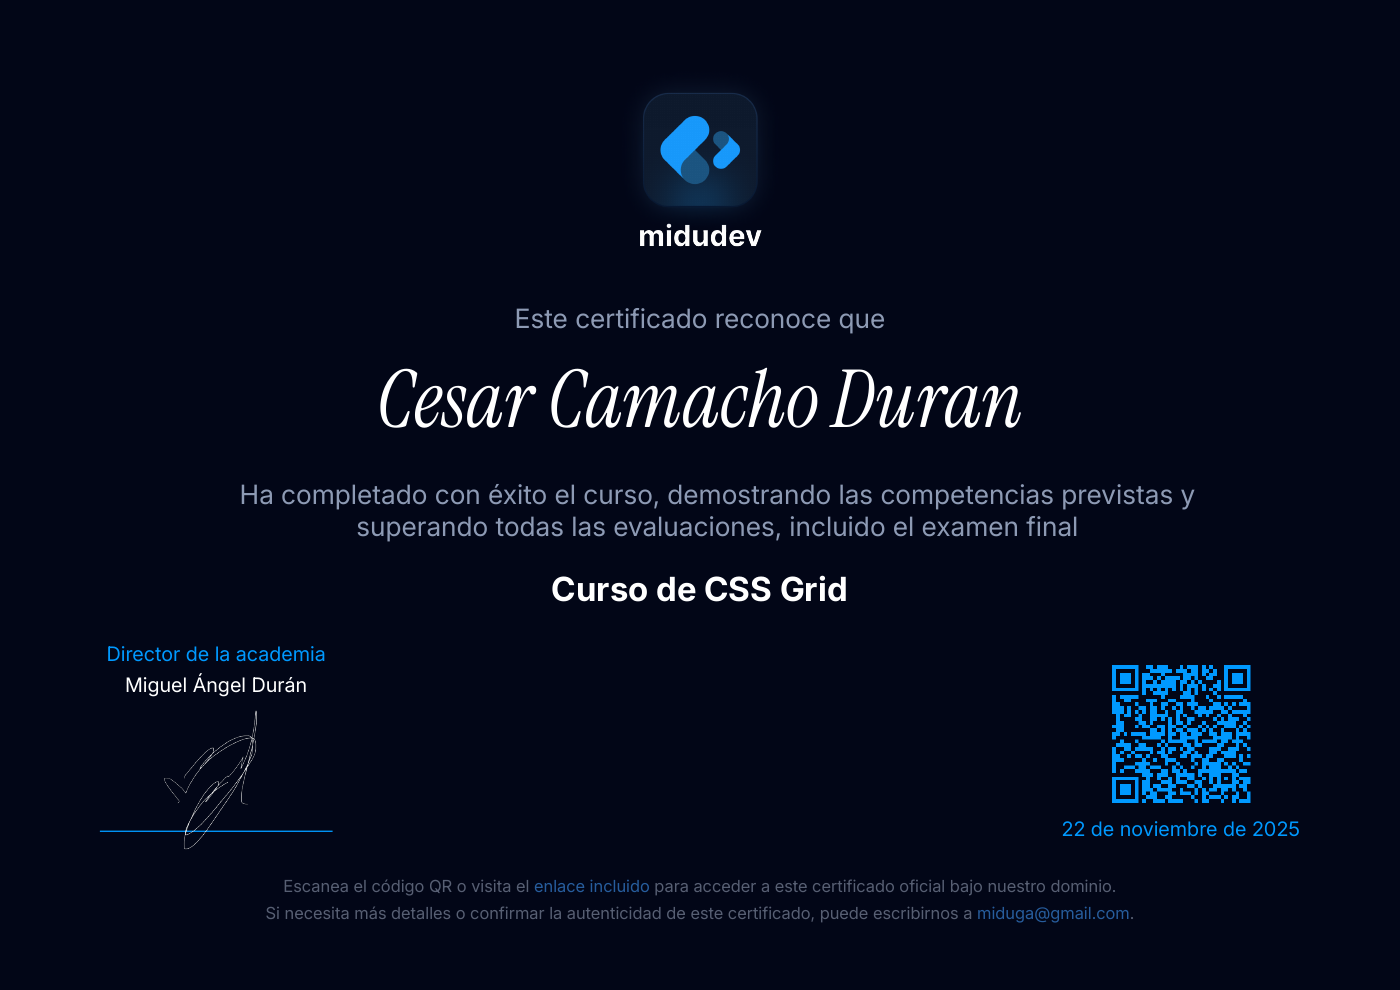 midudev
Este certificado reconoce que
Cesar Camacho Duran
Ha completado con éxito el curso, demostrando las competencias previstas y
superando todas las evaluaciones, incluido el examen final
Curso de CSS Grid
Director de la academia
Miguel Ángel Durán
22 de noviembre de 2025
Escanea el código QR o visita el enlace incluido para acceder a este certificado oficial bajo nuestro dominio.
Si necesita más detalles o confirmar la autenticidad de este certificado, puede escribirnos a miduga@gmail.com.